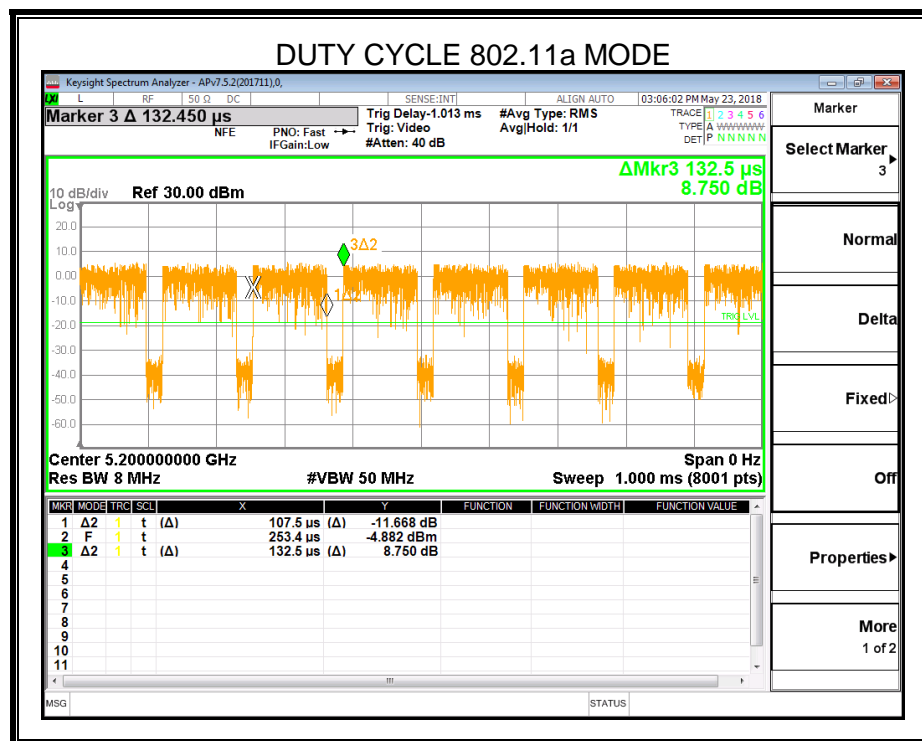 DUTY CYCLE 802.11a MODE
Keysight Spectrum Analyzer - APv7.5.2(201711),0,
LXI L RF 50 Ω DC SENSE:INT ALIGN AUTO 03:06:02 PM May 23, 2018
Marker 3 Δ 132.450 µs
NFE
PNO: Fast
IFGain:Low
Trig Delay-1.013 ms
Trig: Video
#Atten: 40 dB
#Avg Type: RMS
Avg|Hold: 1/1
TRACE 1 2 3 4 5 6
TYPE A WWWWW
DET P N N N N N
ΔMkr3 132.5 µs
8.750 dB
10 dB/div Ref 30.00 dBm
Log
20.0
10.0
0.00
-10.0
-20.0
-30.0
-40.0
-50.0
-60.0
3Δ2
1Δ2
TRIG LVL
Center 5.200000000 GHz Span 0 Hz
Res BW 8 MHz #VBW 50 MHz Sweep 1.000 ms (8001 pts)
MKR MODE TRC SCL X Y FUNCTION FUNCTION WIDTH FUNCTION VALUE
1 Δ2 1 t (Δ) 107.5 µs (Δ) -11.668 dB
2 F 1 t 253.4 µs -4.882 dBm
3 Δ2 1 t (Δ) 132.5 µs (Δ) 8.750 dB
4
5
6
7
8
9
10
11
MSG STATUS
Marker
Select Marker
3
Normal
Delta
Fixed
Off
Properties
More
1 of 2